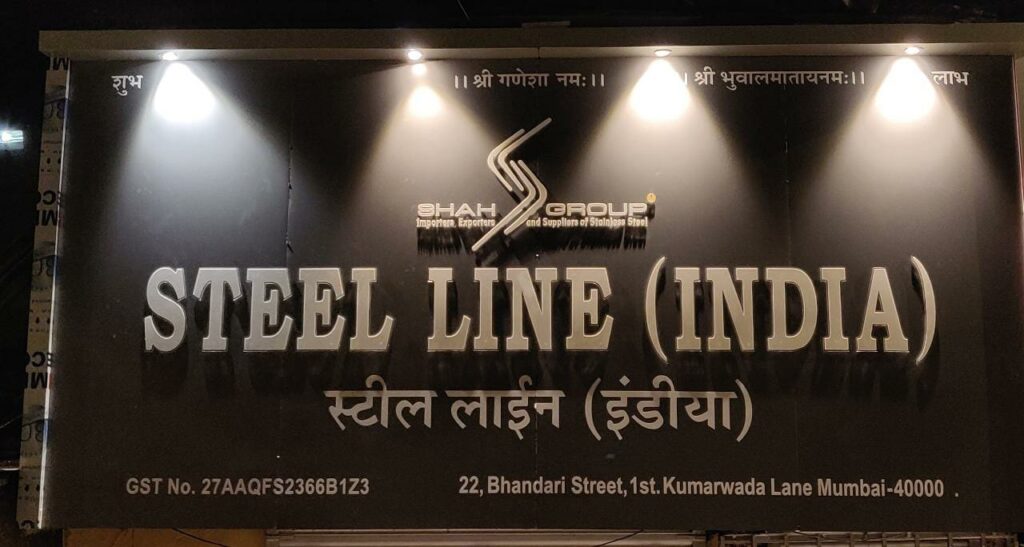 शुभ ।। श्री गणेशा नमः।। । श्री भुवालमातायनमः।। लाभ
SHAH GROUP
Importers, Exporters and Suppliers of Stainless Steel
STEEL LINE (INDIA)
स्टील लाईन (इंडीया)
GST No. 27AAQFS2366B1Z3 22, Bhandari Street, 1st. Kumarwada Lane Mumbai-40000 .